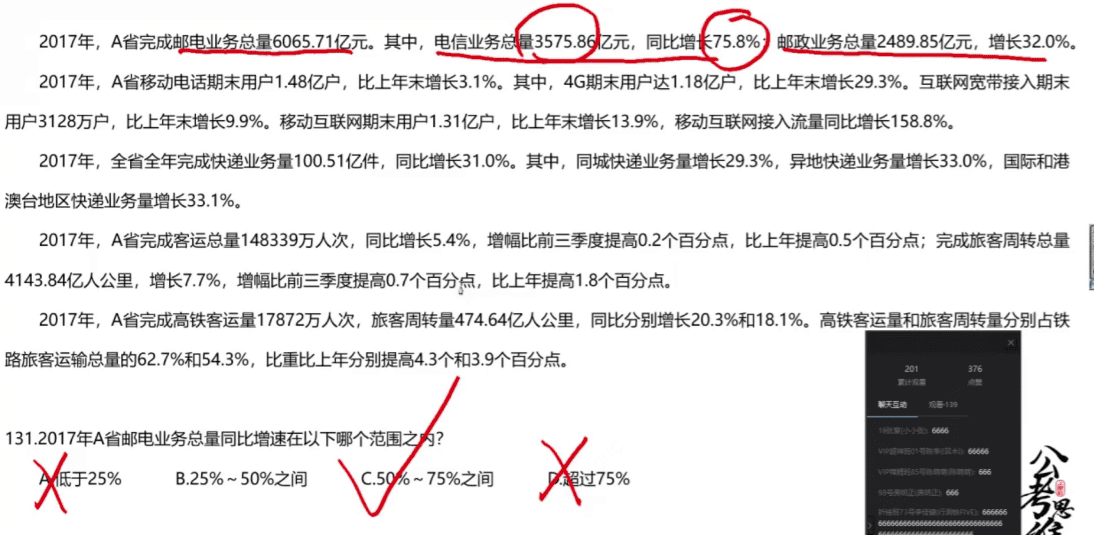 2017年，A省完成邮电业务总量6065.71亿元。其中，电信业务总量3575.86亿元，同比增长75.8%；邮政业务总量2489.85亿元，增长32.0%。
2017年，A省移动电话期末用户1.48亿户，比上年末增长3.1%。其中，4G期末用户达1.18亿户，比上年末增长29.3%。互联网宽带接入期末
用户3128万户，比上年末增长9.9%。移动互联网期末用户1.31亿户，比上年末增长13.9%，移动互联网接入流量同比增长158.8%。
2017年，全省全年完成快递业务量100.51亿件，同比增长31.0%。其中，同城快递业务量增长29.3%，异地快递业务量增长33.0%，国际和港
澳台地区快递业务量增长33.1%。
2017年，A省完成客运总量148339万人次，同比增长5.4%，增幅比前三季度提高0.2个百分点，比上年提高0.5个百分点；完成旅客周转总量
4143.84亿人公里，增长7.7%，增幅比前三季度提高0.7个百分点，比上年提高1.8个百分点。
2017年，A省完成高铁客运量17872万人次，旅客周转量474.64亿人公里，同比分别增长20.3%和18.1%。高铁客运量和旅客周转量分别占铁
路旅客运输总量的62.7%和54.3%，比重比上年分别提高4.3个和3.9个百分点。
201 376
累计观看 点赞
聊天互动 观看·139
6666
66666
666
666
666666
131.2017年A省邮电业务总量同比增速在以下哪个范围之内？
A.低于25% B.25%～50%之间 C.50%～75%之间 D.超过75%
公考思维